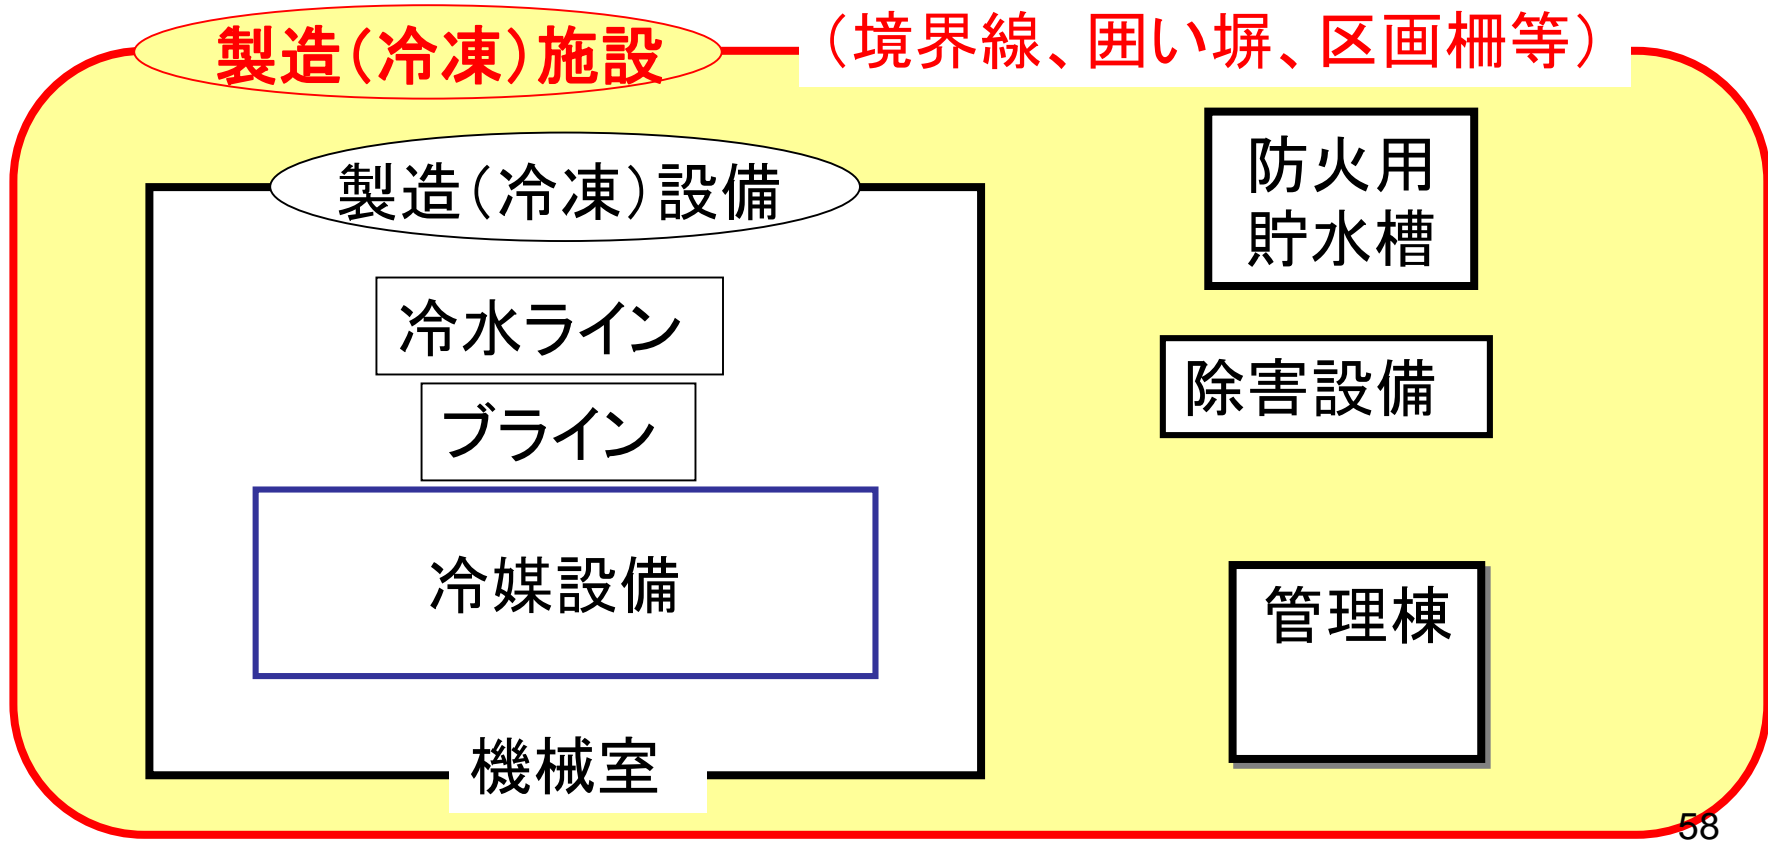 製造(冷凍)施設
(境界線、囲い塀、区画柵等)
製造(冷凍)設備
冷水ライン
ブライン
冷媒設備
機械室
防火用
貯水槽
除害設備
管理棟
58